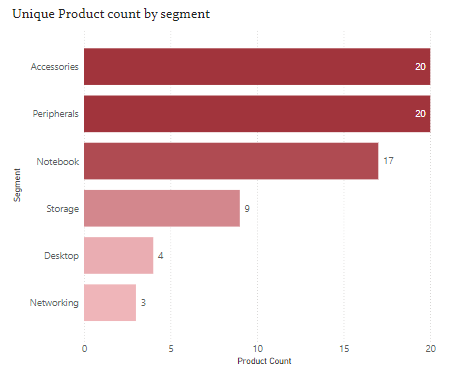 Unique Product count by segment
Accessories 20
Peripherals 20
Notebook 17
Segment
Storage 9
Desktop 4
Networking 3
0 5 10 15 20
Product Count